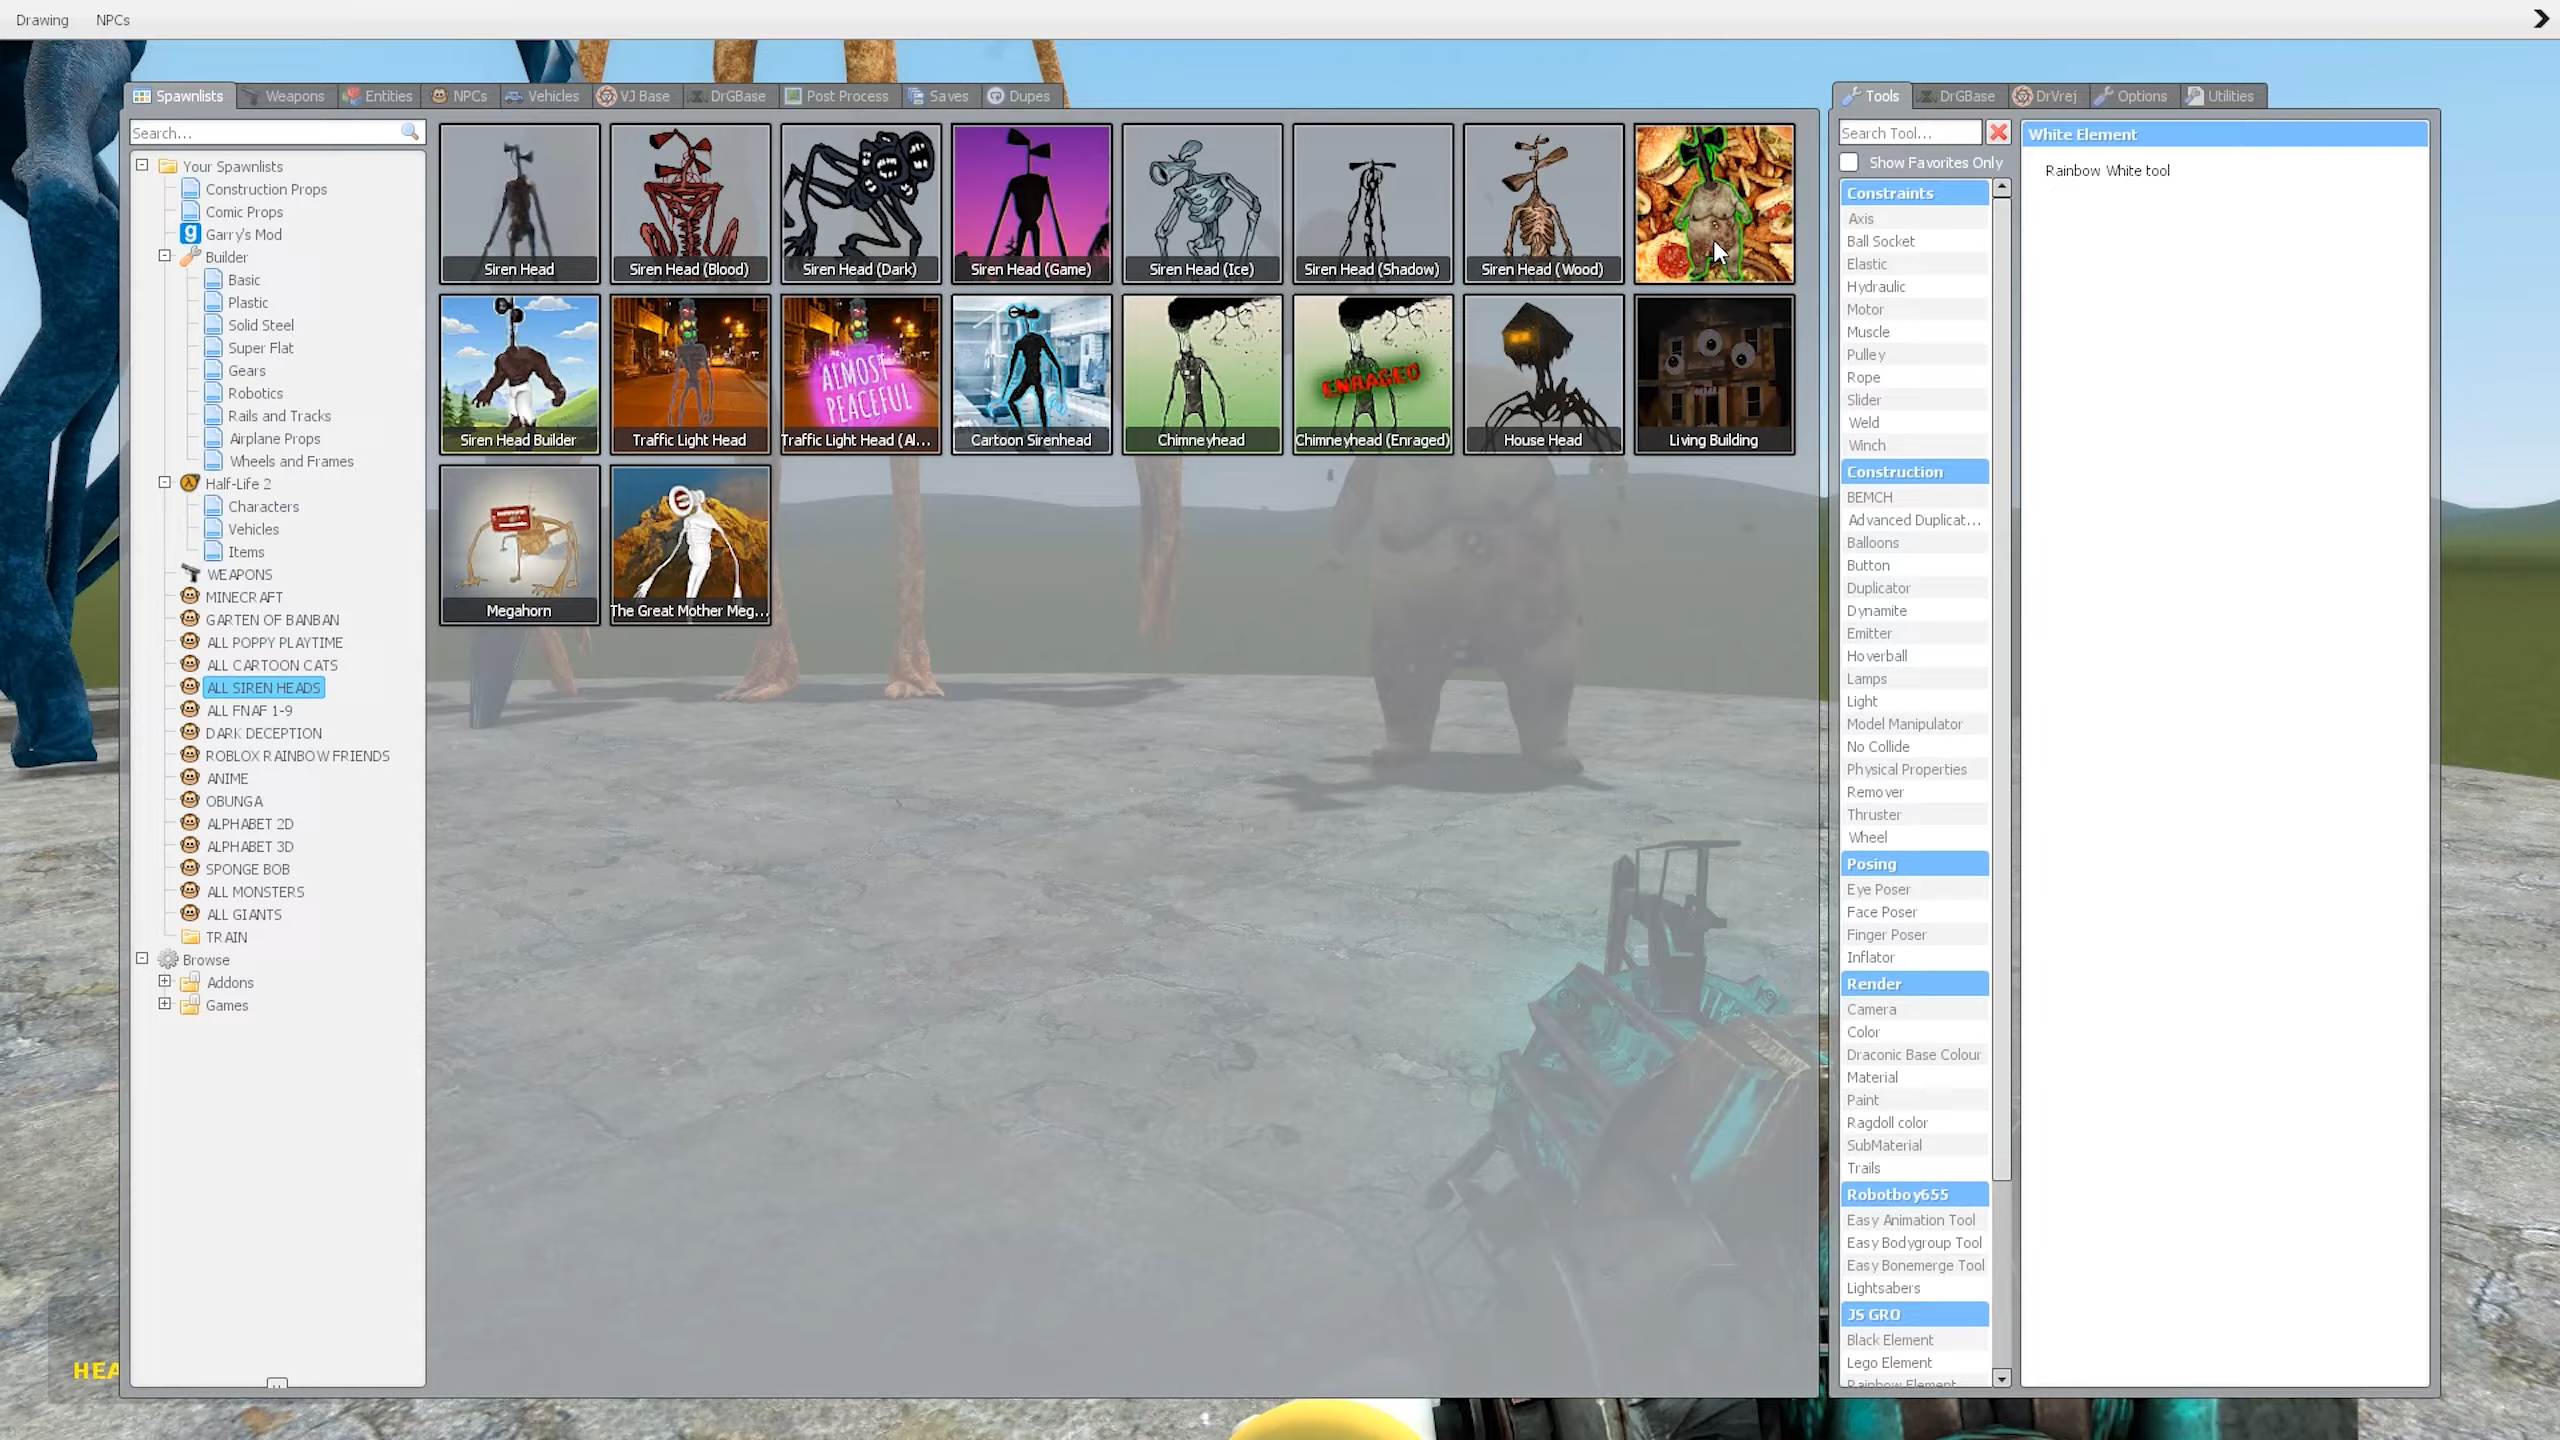 Drawing NPCs
Spawnlists Weapons Entities NPCs Vehicles VJ Base DrGBase Post Process Saves Dupes
Search...
Your Spawnlists
Construction Props
Comic Props
g Garry's Mod
Builder
Basic
Plastic
Solid Steel
Super Flat
Gears
Robotics
Rails and Tracks
Airplane Props
Wheels and Frames
Half-Life 2
Characters
Vehicles
Items
WEAPONS
MINECRAFT
GARTEN OF BANBAN
ALL POPPY PLAYTIME
ALL CARTOON CATS
ALL SIREN HEADS
ALL FNAF 1-9
DARK DECEPTION
ROBLOX RAINBOW FRIENDS
ANIME
OBUNGA
ALPHABET 2D
ALPHABET 3D
SPONGE BOB
ALL MONSTERS
ALL GIANTS
TRAIN
Browse
Addons
Games
HEA
Siren Head Siren Head (Blood) Siren Head (Dark) Siren Head (Game) Siren Head (Ice) Siren Head (Shadow) Siren Head (Wood)
ALMOST
PEACEFUL
ENRAGED
Siren Head Builder Traffic Light Head Traffic Light Head (Al... Cartoon Sirenhead Chimneyhead Chimneyhead (Enraged) House Head Living Building
Megahorn The Great Mother Meg...
Tools DrGBase DrVrej Options Utilities
Search Tool...
Show Favorites Only
Constraints
Axis
Ball Socket
Elastic
Hydraulic
Motor
Muscle
Pulley
Rope
Slider
Weld
Winch
Construction
BEMCH
Advanced Duplicat...
Balloons
Button
Duplicator
Dynamite
Emitter
Hoverball
Lamps
Light
Model Manipulator
No Collide
Physical Properties
Remover
Thruster
Wheel
Posing
Eye Poser
Face Poser
Finger Poser
Inflator
Render
Camera
Color
Draconic Base Colour
Material
Paint
Ragdoll color
SubMaterial
Trails
Robotboy655
Easy Animation Tool
Easy Bodygroup Tool
Easy Bonemerge Tool
Lightsabers
JS GRO
Black Element
Lego Element
Rainbow Element
White Element
Rainbow White tool